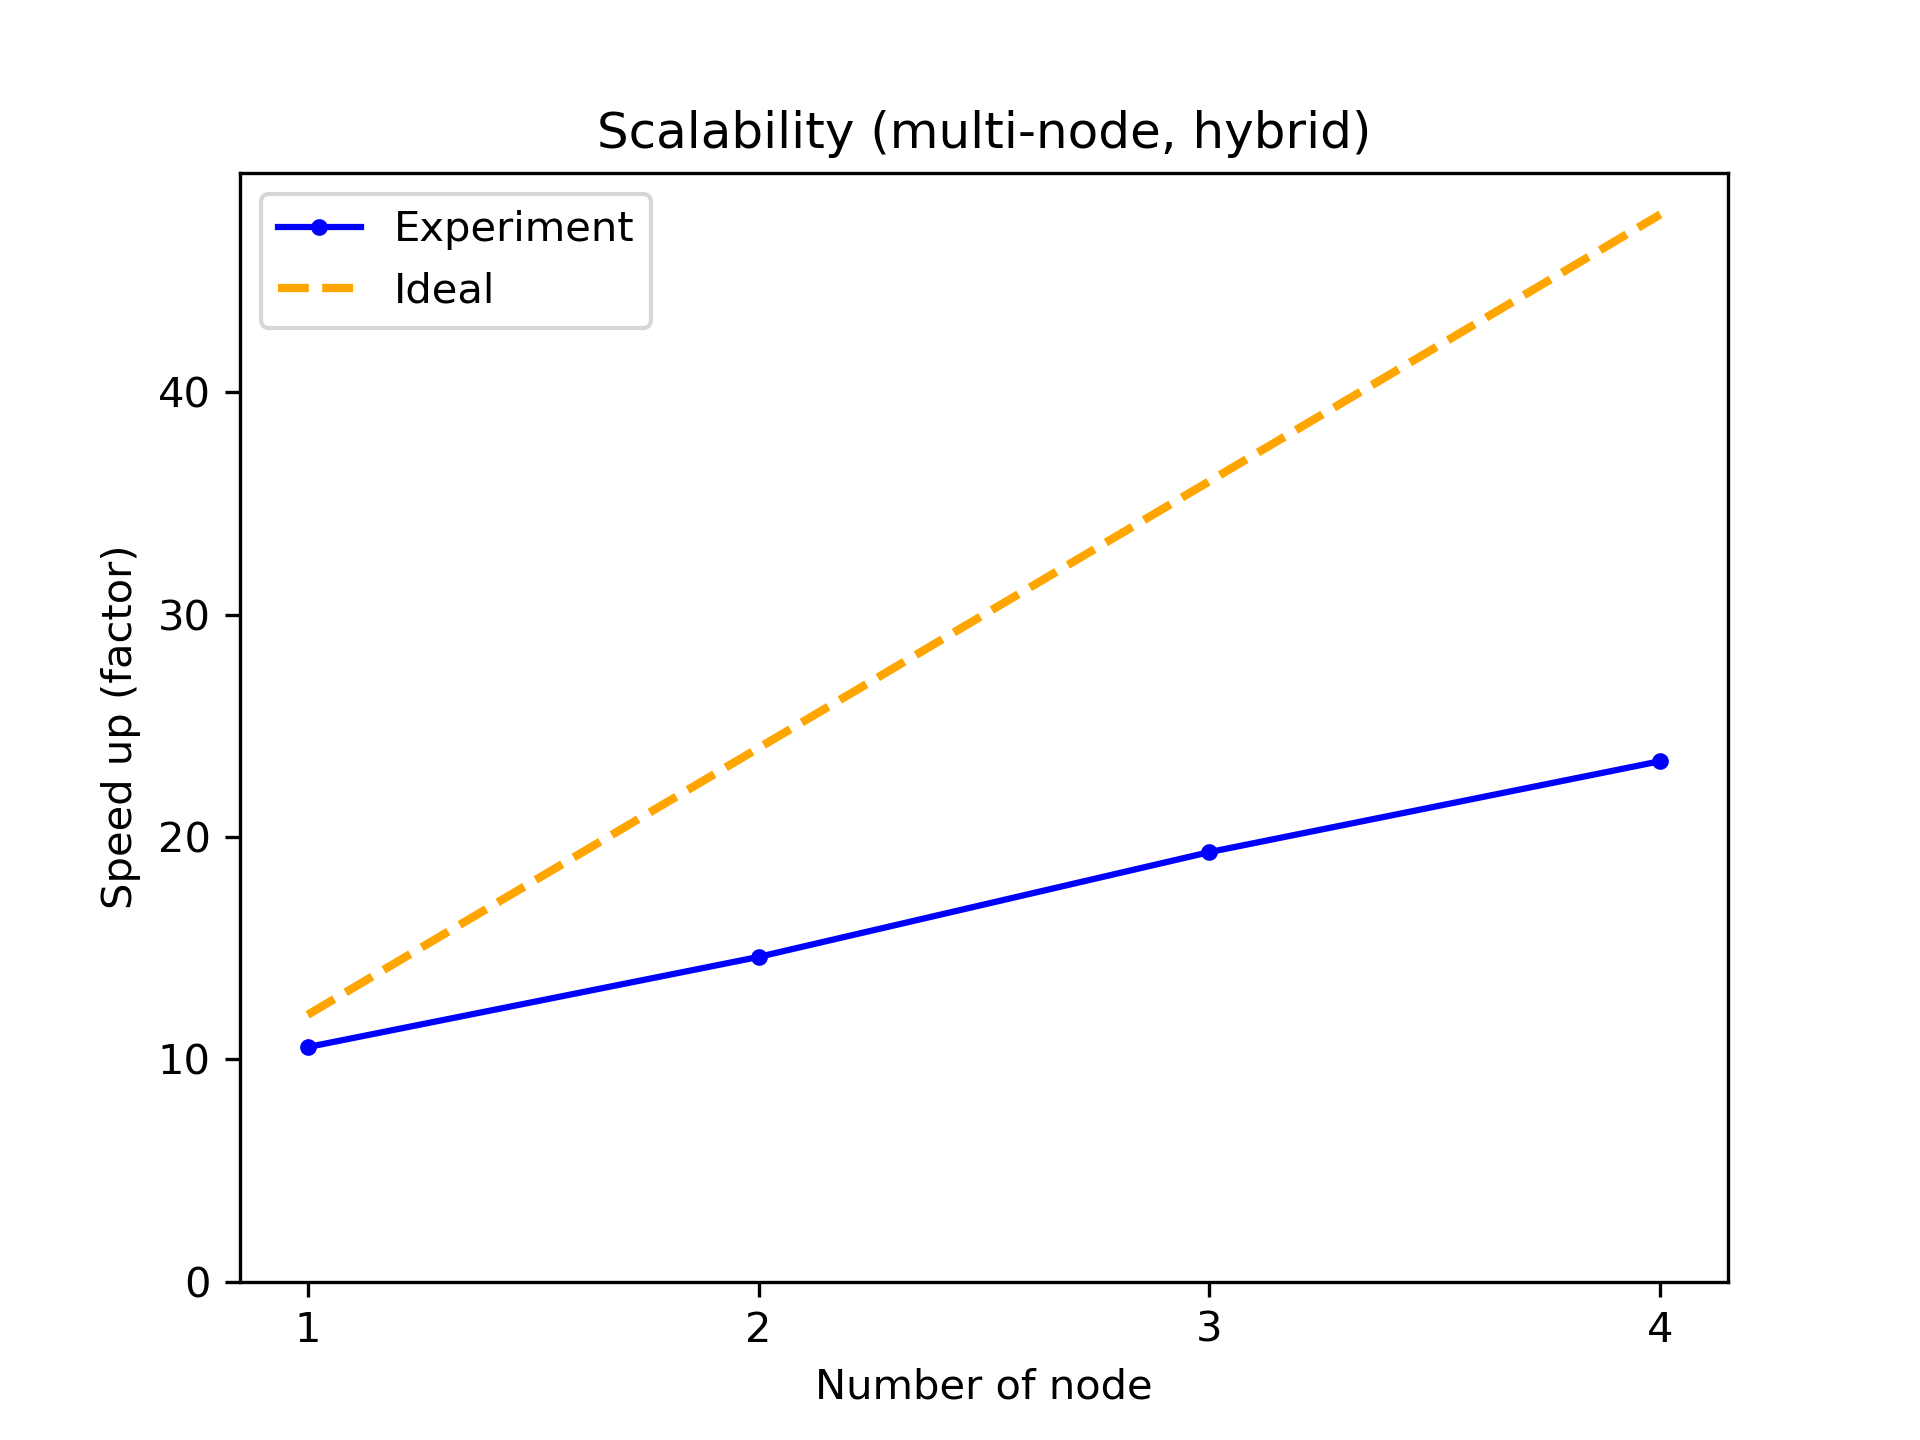 Scalability (multi-node, hybrid)
Experiment
Ideal
40
30
20
10
0
Speed up (factor)
1 2 3 4
Number of node